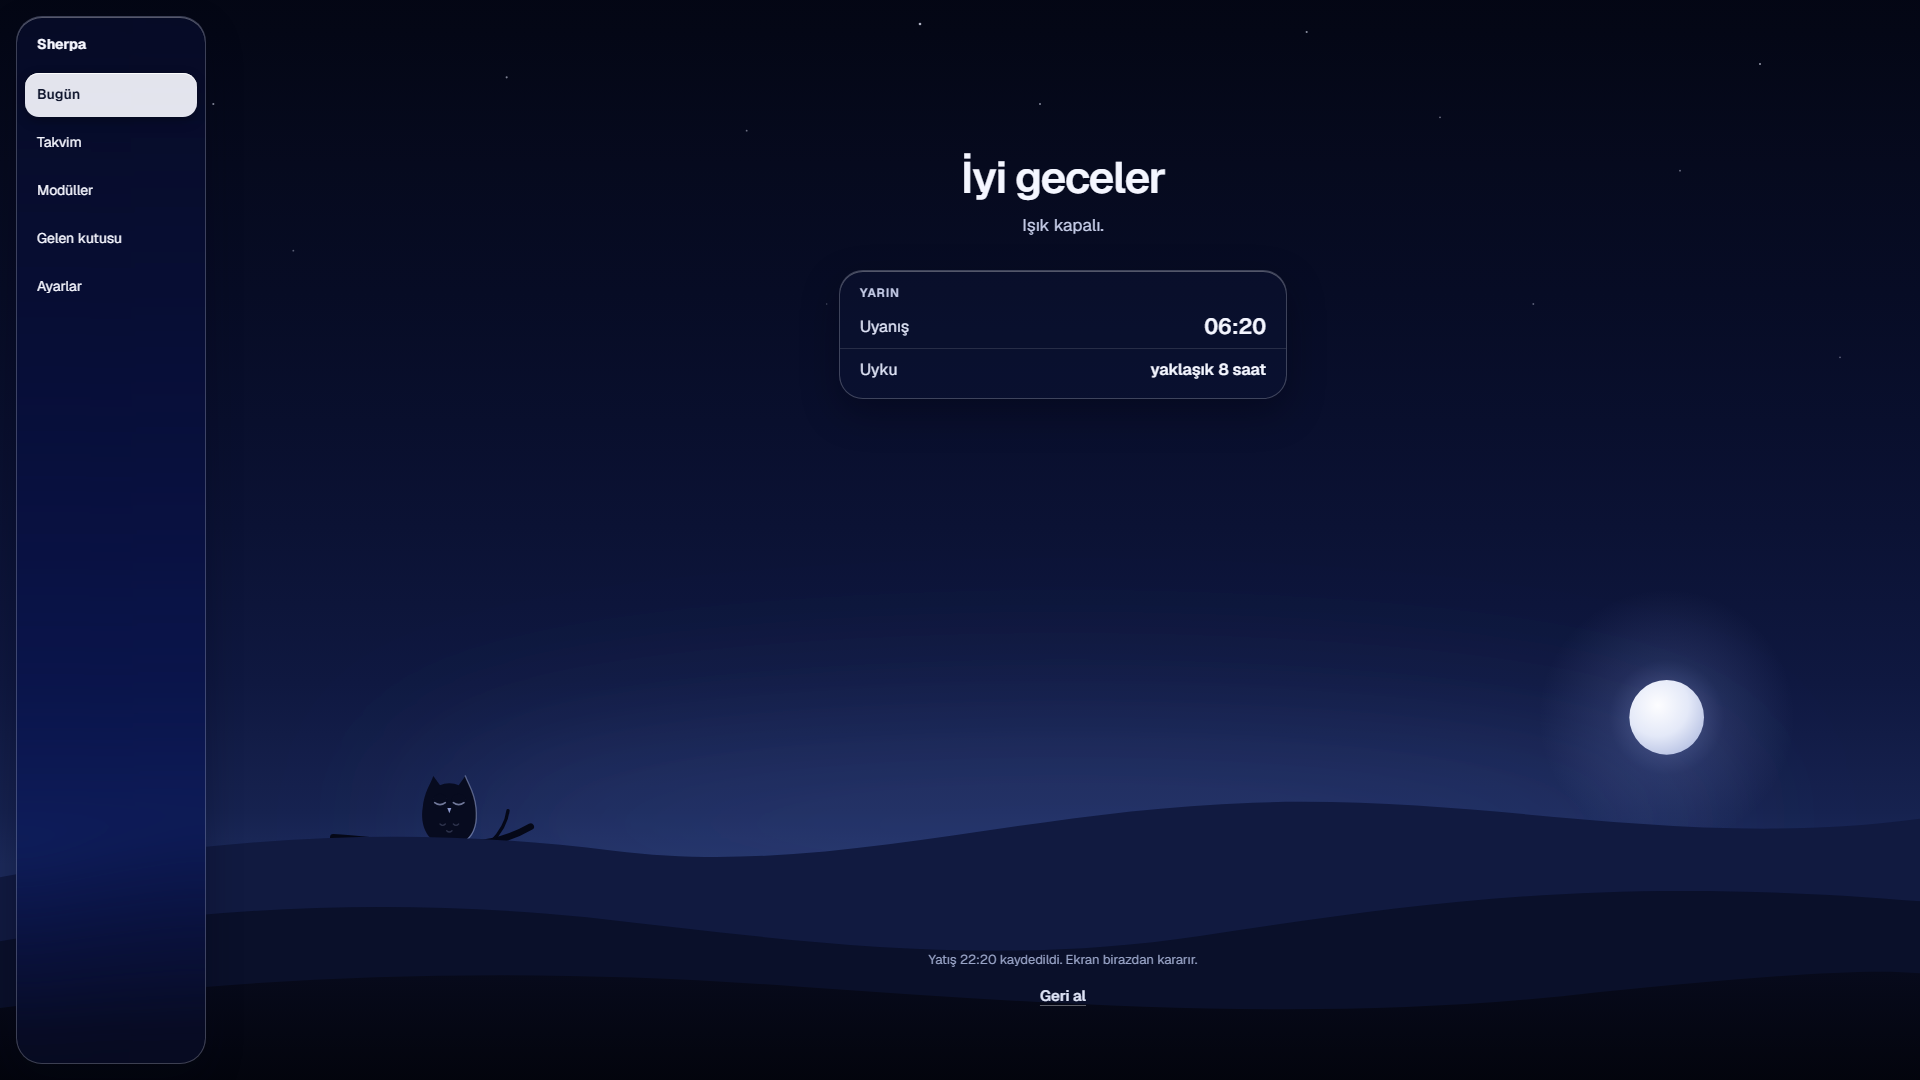 Sherpa
Bugün
Takvim
Modüller
Gelen kutusu
Ayarlar
İyi geceler
Işık kapalı.
YARIN
Uyanış 06:20
Uyku yaklaşık 8 saat
Yatış 22:20 kaydedildi. Ekran birazdan kararır.
Geri al